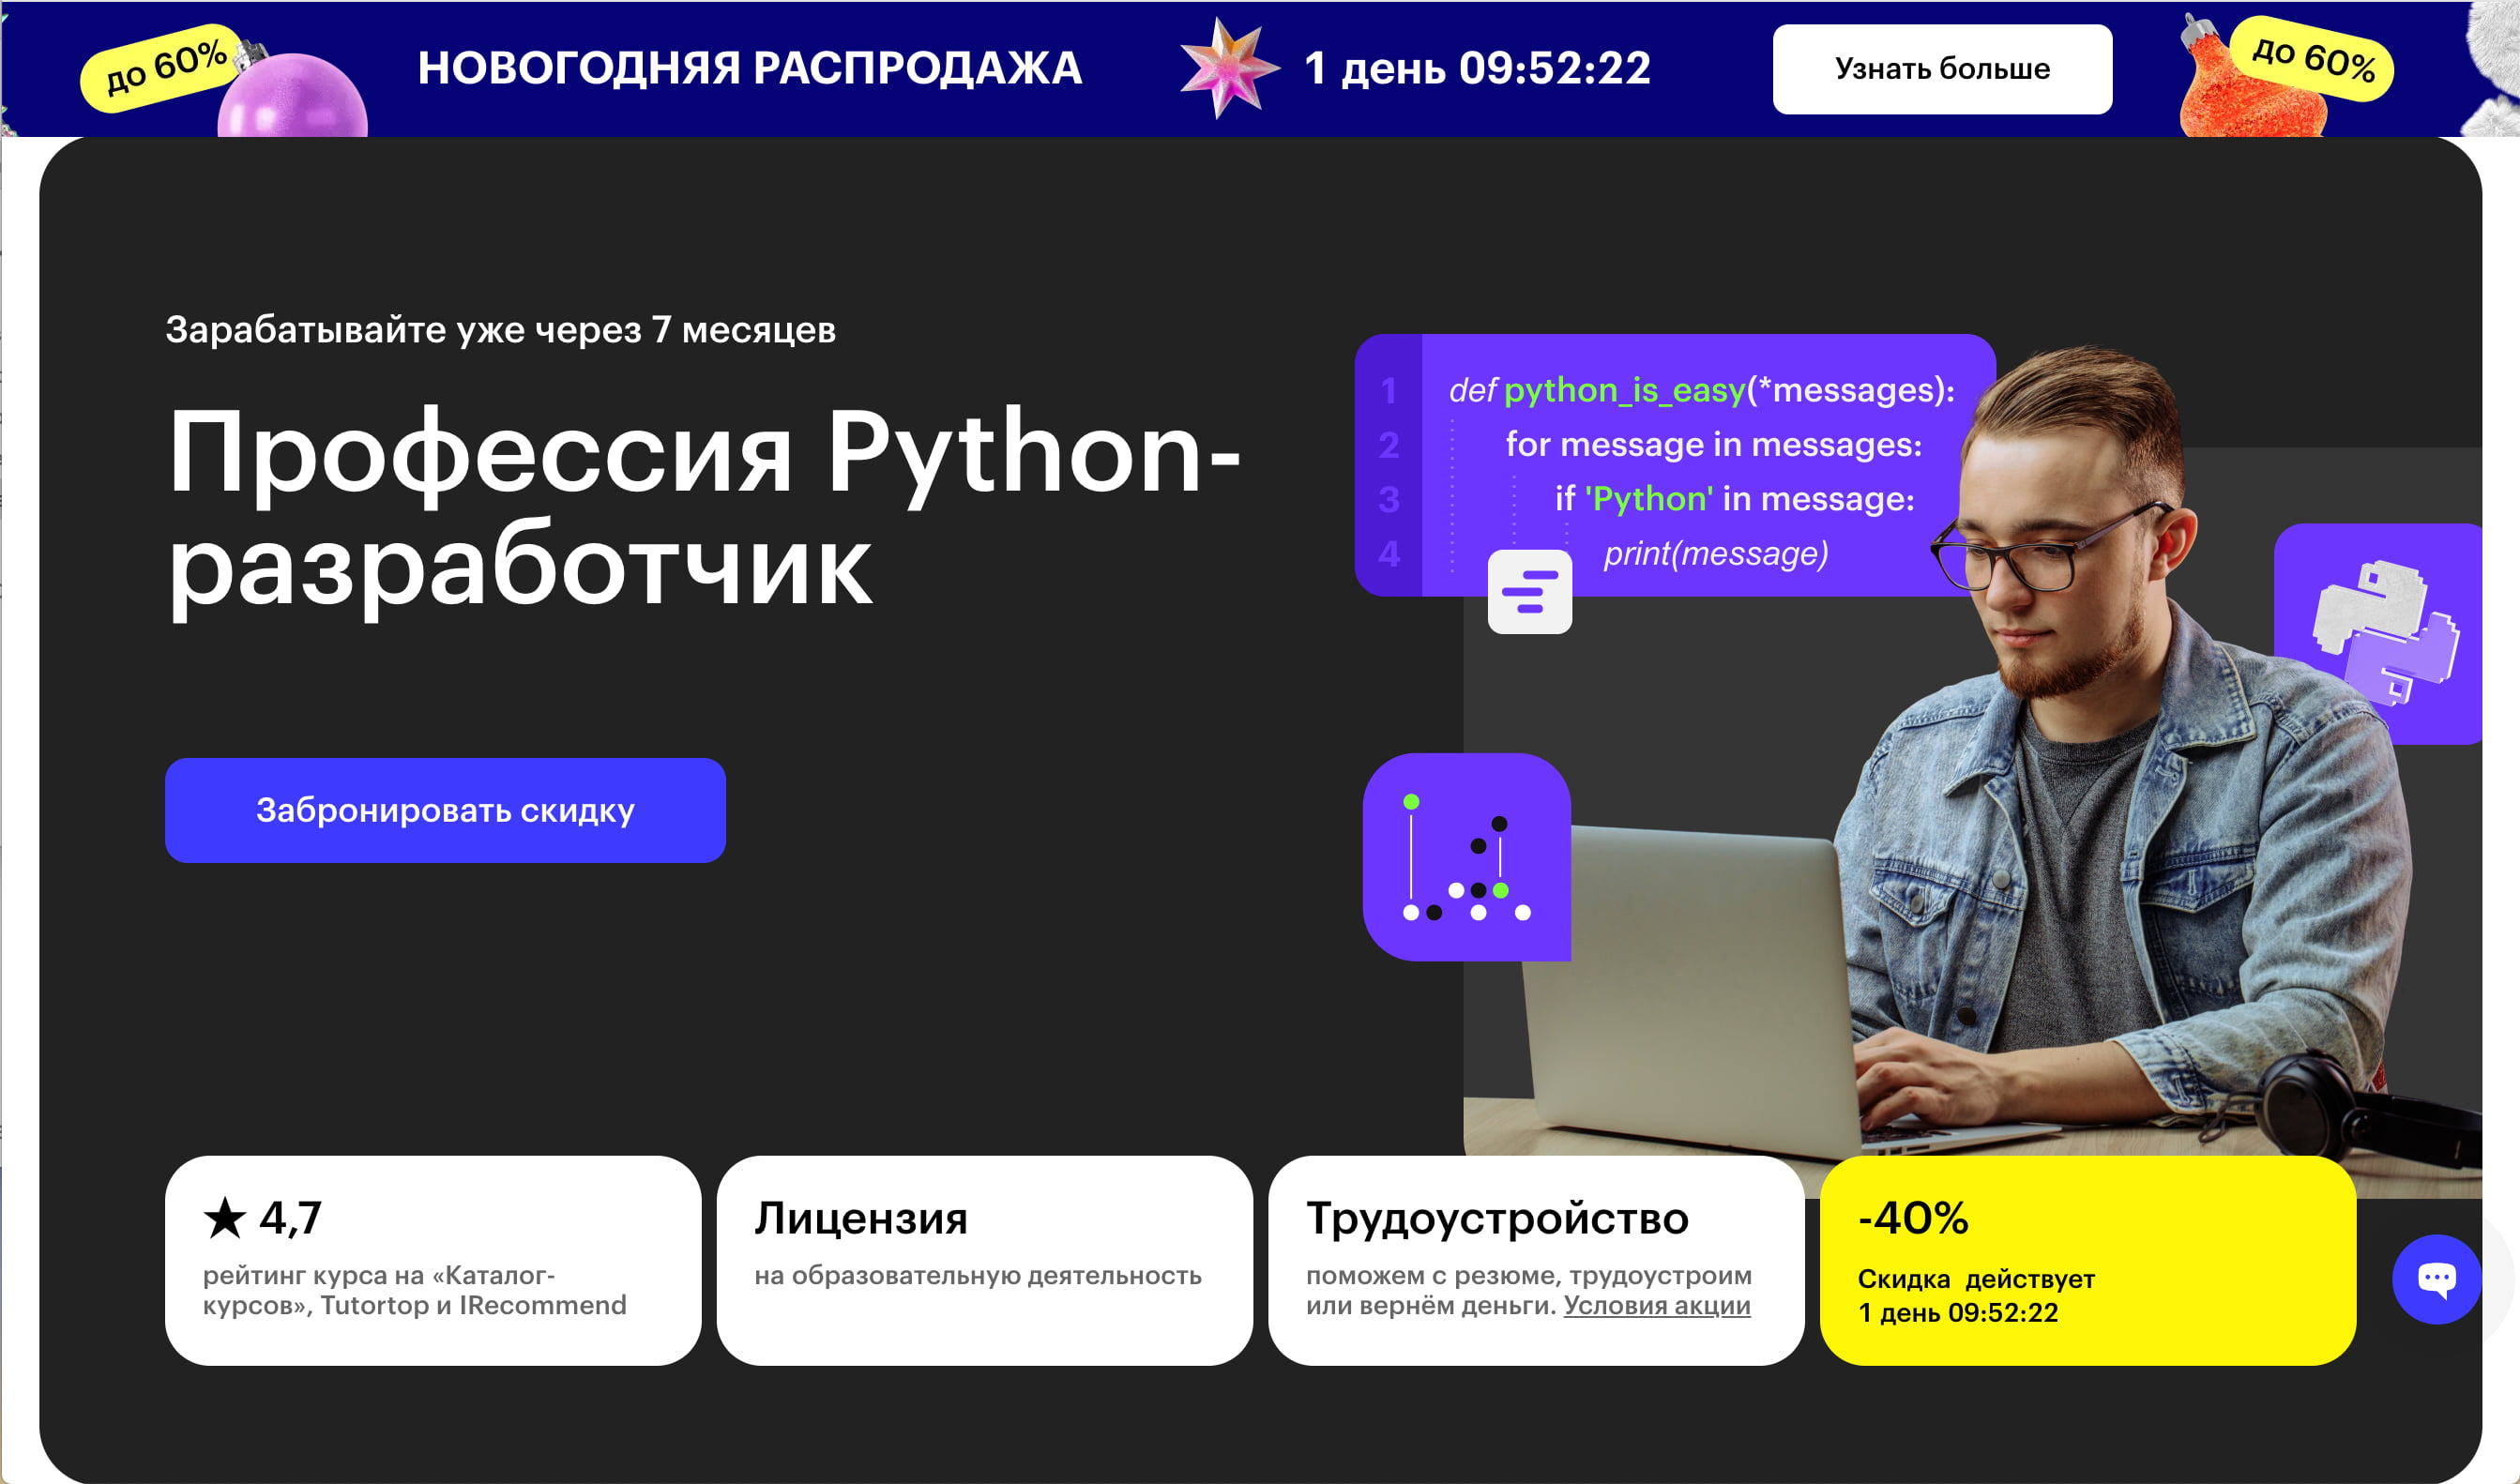 до 60%
НОВОГОДНЯЯ РАСПРОДАЖА
1 день 09:52:22
Узнать больше
до 60%
Зарабатывайте уже через 7 месяцев
Профессия Python-
разработчик
Забронировать скидку
1 def python_is_easy(*messages):
2 for message in messages:
3 if 'Python' in message:
4 print(message)
★ 4,7
рейтинг курса на «Каталог-
курсов», Tutortop и IRecommend
Лицензия
на образовательную деятельность
Трудоустройство
поможем с резюме, трудоустроим
или вернём деньги. Условия акции
-40%
Скидка действует
1 день 09:52:22